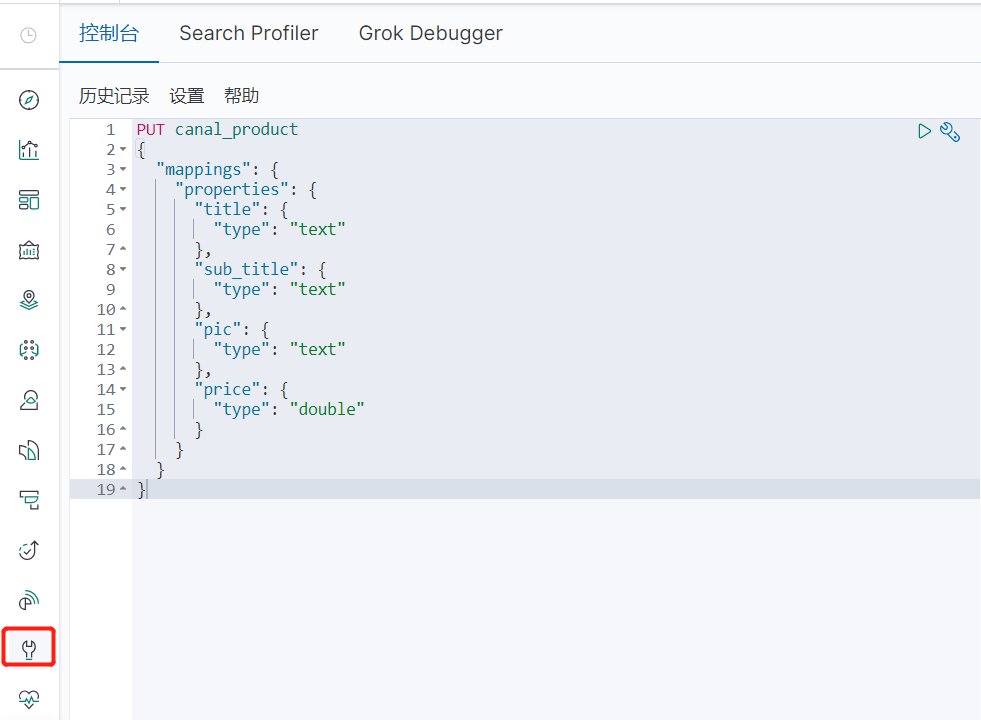 控制台 Search Profiler Grok Debugger
历史记录 设置 帮助
1 PUT canal_product
2 {
3 "mappings": {
4 "properties": {
5 "title": {
6 "type": "text"
7 },
8 "sub_title": {
9 "type": "text"
10 },
11 "pic": {
12 "type": "text"
13 },
14 "price": {
15 "type": "double"
16 }
17 }
18 }
19 }